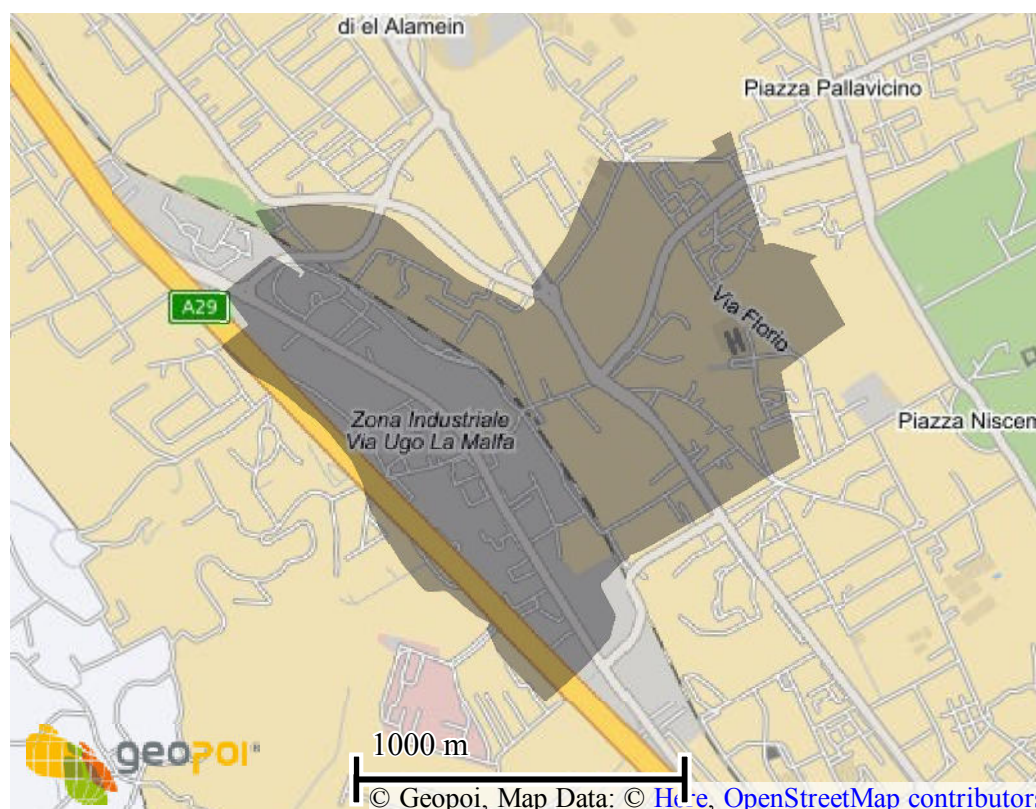 di el Alamein
Piazza Pallavicino
A29
Via Florio
H
Zona Industriale
Via Ugo La Malfa
Piazza Niscem
geopoi®
1000 m
© Geopoi, Map Data: © Here, OpenStreetMap contributor